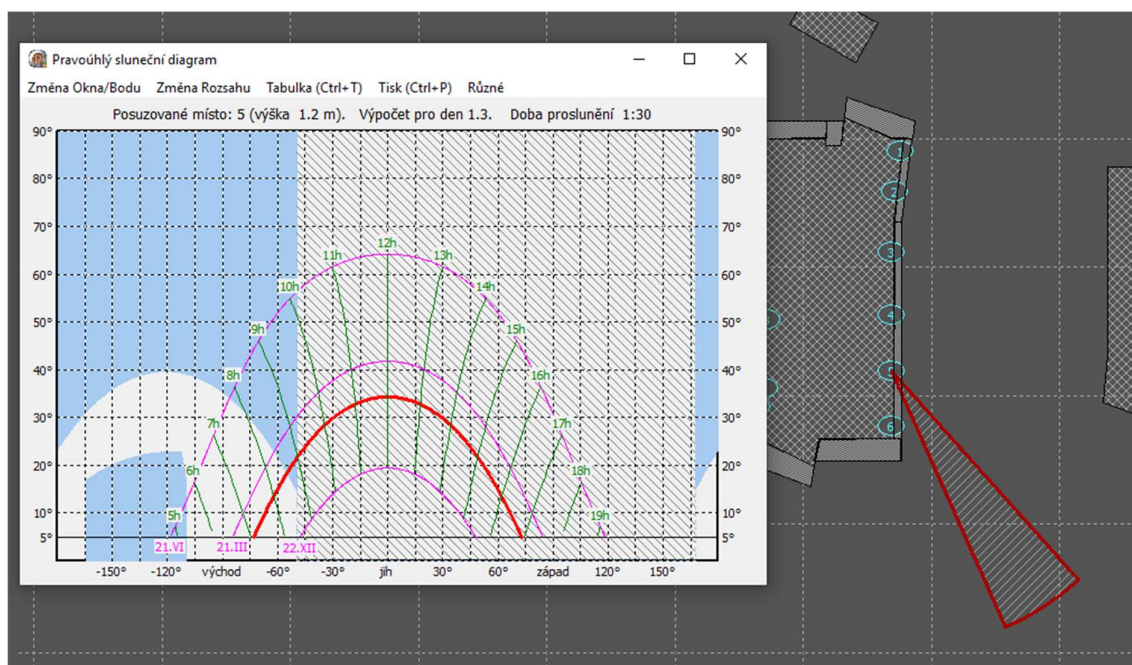 Pravoúhlý sluneční diagram
Změna Okna/Bodu Změna Rozsahu Tabulka (Ctrl+T) Tisk (Ctrl+P) Různé
Posuzované místo: 5 (výška 1.2 m). Výpočet pro den 1.3. Doba proslunění 1:30
90° 90°
80° 80°
70° 70°
60° 60°
50° 50°
40° 40°
30° 30°
20° 20°
10° 10°
5° 5°
12h
11h 13h
10h 14h
9h 15h
8h 16h
7h 17h
6h 18h
5h 19h
21.VI 21.III 22.XII
-150° -120° východ -60° -30° jih 30° 60° západ 120° 150°
1
2
3
4
5
6